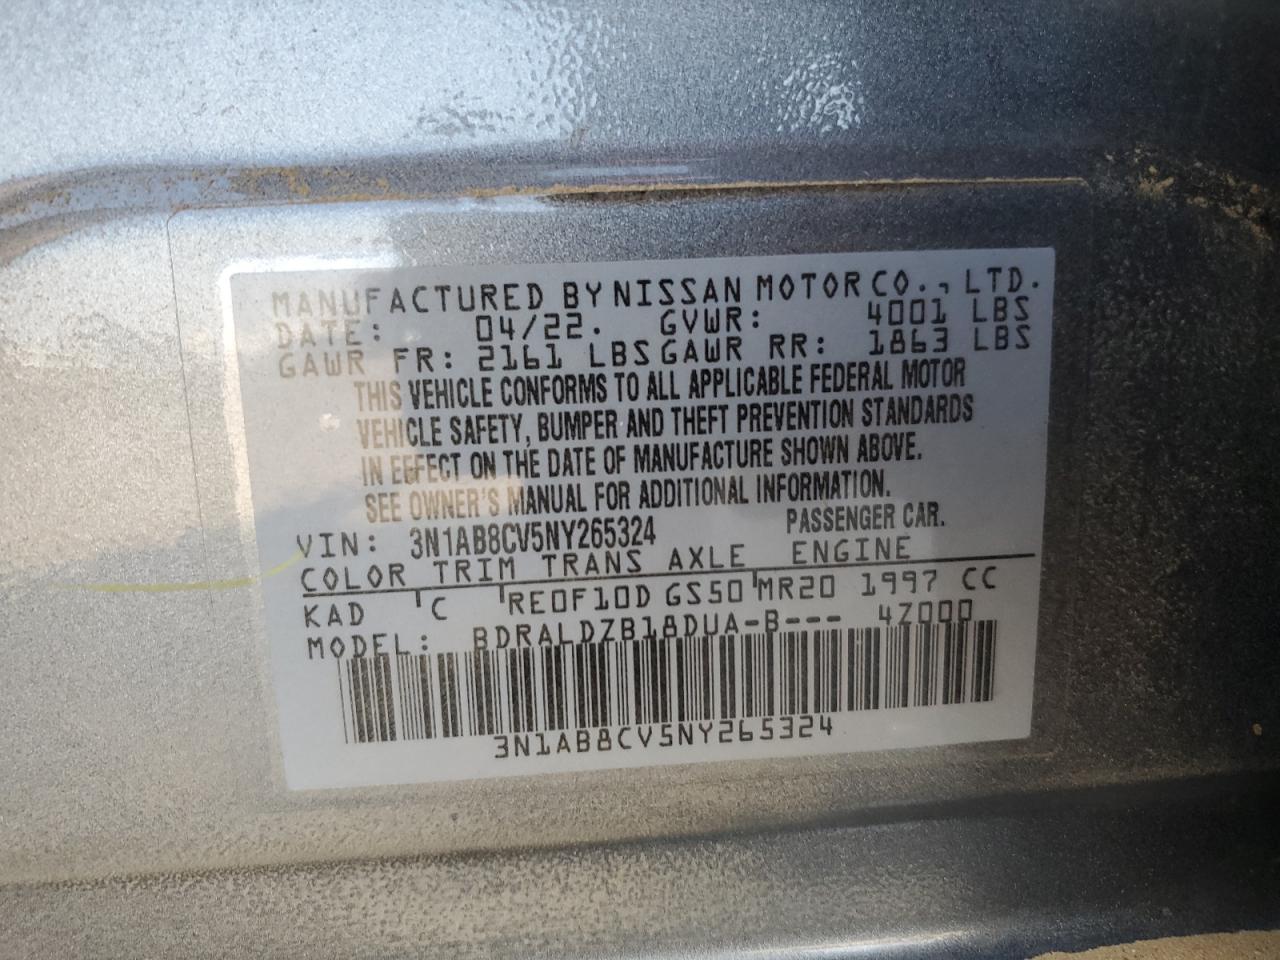 MANUFACTURED BY NISSAN MOTOR CO., LTD.
DATE: 04/22. GVWR: 4001 LBS
GAWR FR: 2161 LBS GAWR RR: 1863 LBS
THIS VEHICLE CONFORMS TO ALL APPLICABLE FEDERAL MOTOR
VEHICLE SAFETY, BUMPER AND THEFT PREVENTION STANDARDS
IN EFFECT ON THE DATE OF MANUFACTURE SHOWN ABOVE.
SEE OWNER'S MANUAL FOR ADDITIONAL INFORMATION.
VIN: 3N1AB8CV5NY265324 PASSENGER CAR.
COLOR TRIM TRANS AXLE ENGINE
KAD C RE0F10D GS50 MR20 1997 CC
MODEL: BDRALDZB18DUA-B--- 4Z000
3N1AB8CV5NY265324